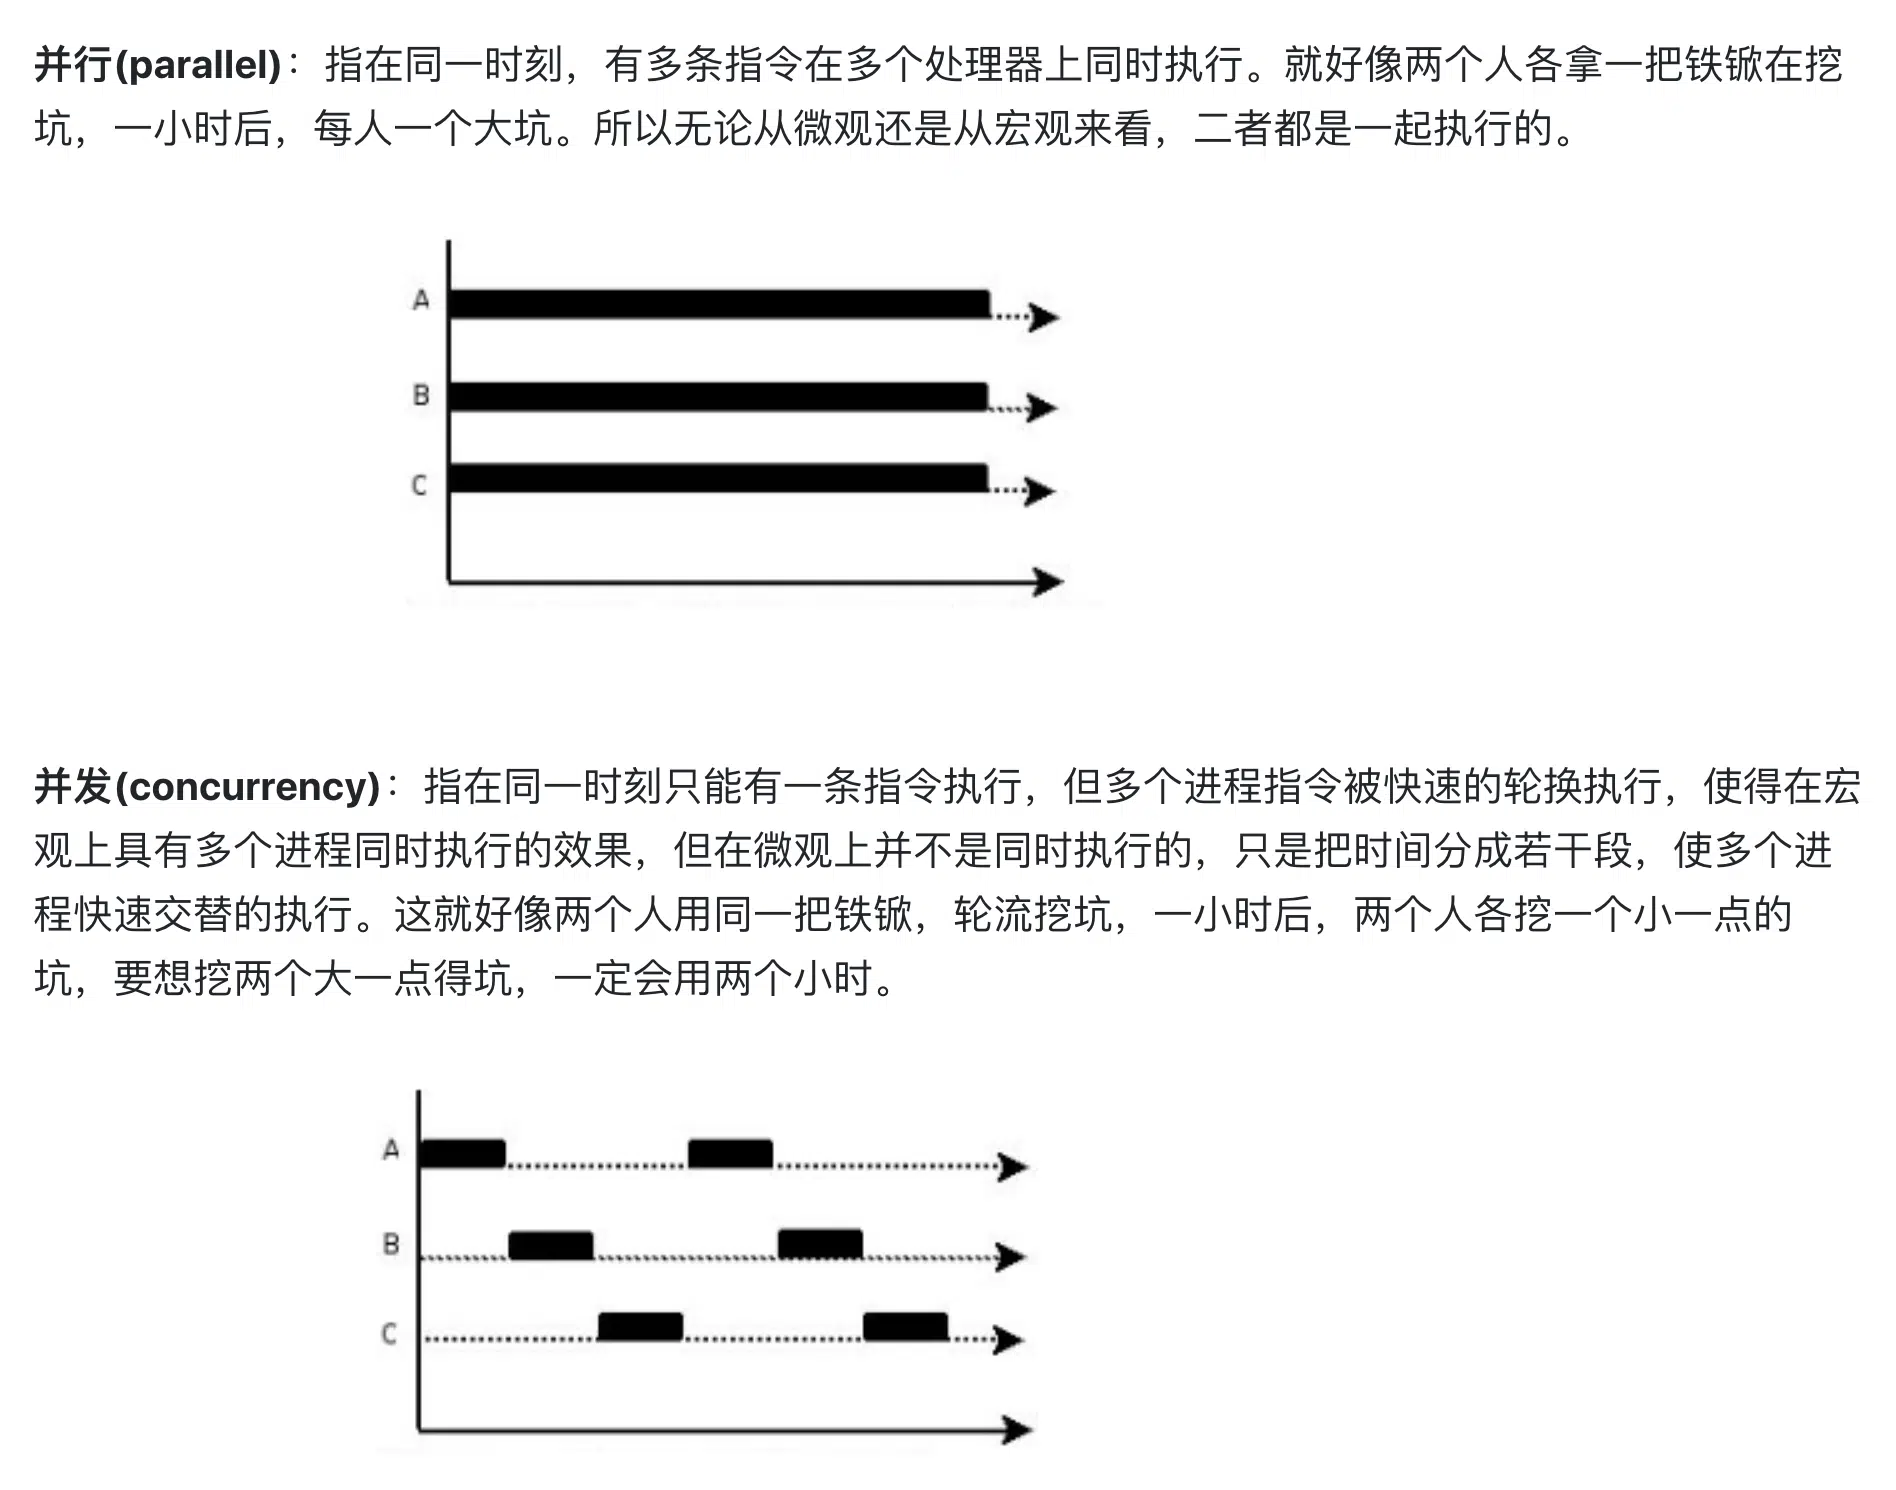 并行(parallel)：指在同一时刻，有多条指令在多个处理器上同时执行。就好像两个人各拿一把铁锨在挖
坑，一小时后，每人一个大坑。所以无论从微观还是从宏观来看，二者都是一起执行的。
A
B
C
并发(concurrency)：指在同一时刻只能有一条指令执行，但多个进程指令被快速的轮换执行，使得在宏
观上具有多个进程同时执行的效果，但在微观上并不是同时执行的，只是把时间分成若干段，使多个进
程快速交替的执行。这就好像两个人用同一把铁锨，轮流挖坑，一小时后，两个人各挖一个小一点的
坑，要想挖两个大一点得坑，一定会用两个小时。
A
B
C